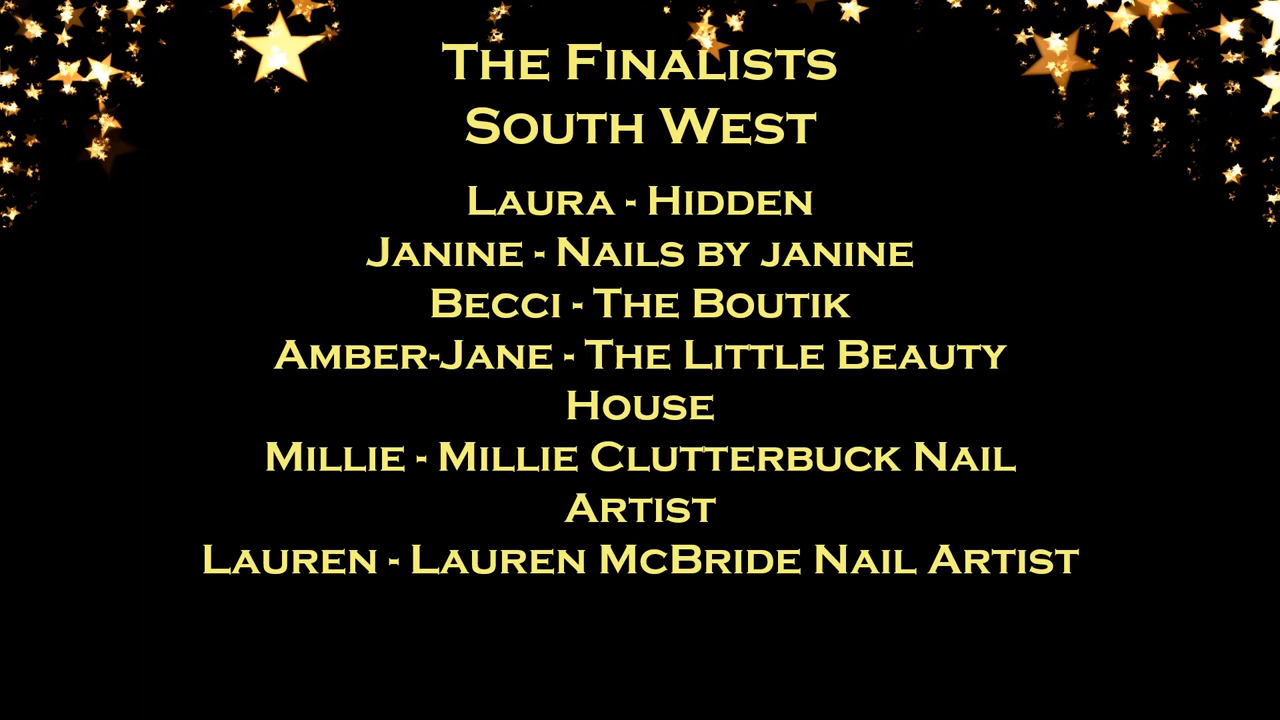 The Finalists
South West
Laura - Hidden
Janine - Nails by janine
Becci - The Boutik
Amber-Jane - The Little Beauty
House
Millie - Millie Clutterbuck Nail
Artist
Lauren - Lauren McBride Nail Artist